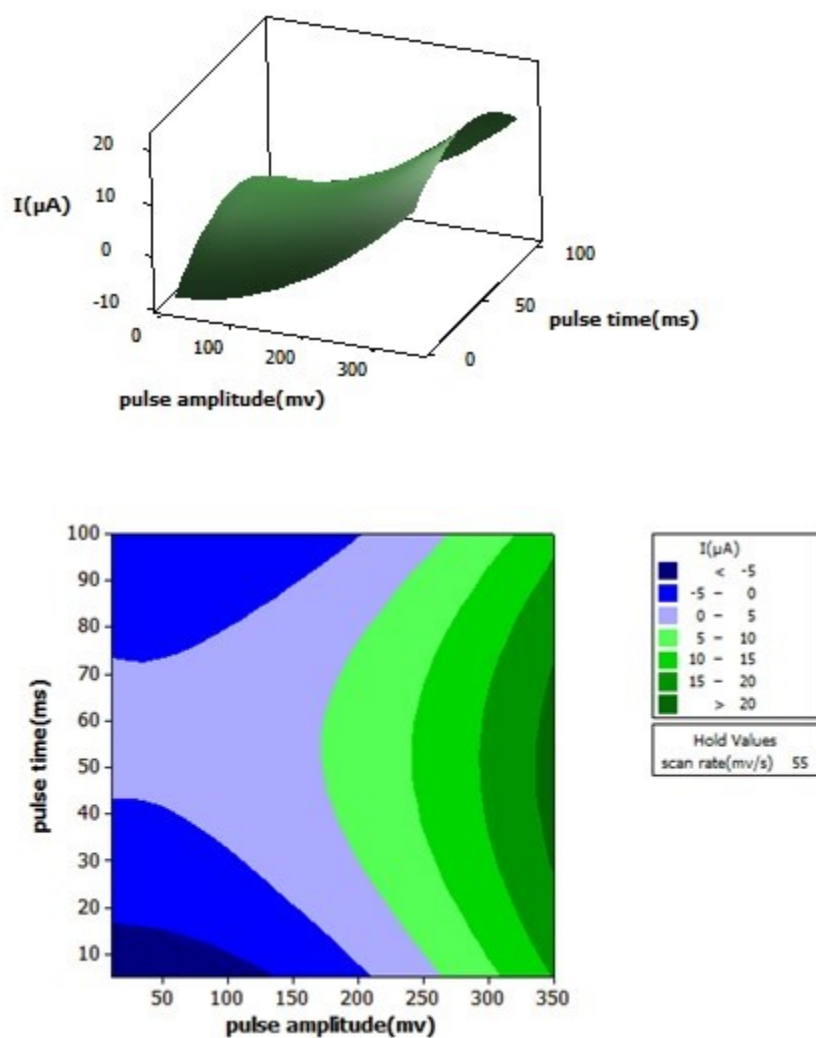 20
10
I(µA)
0
-10
0
100
200
300
pulse amplitude(mv)
0
50
100
pulse time(ms)
100
90
80
70
60
50
40
30
20
10
pulse time(ms)
50 100 150 200 250 300 350
pulse amplitude(mv)
I(µA)
< -5
-5 – 0
0 – 5
5 – 10
10 – 15
15 – 20
> 20
Hold Values
scan rate(mv/s) 55